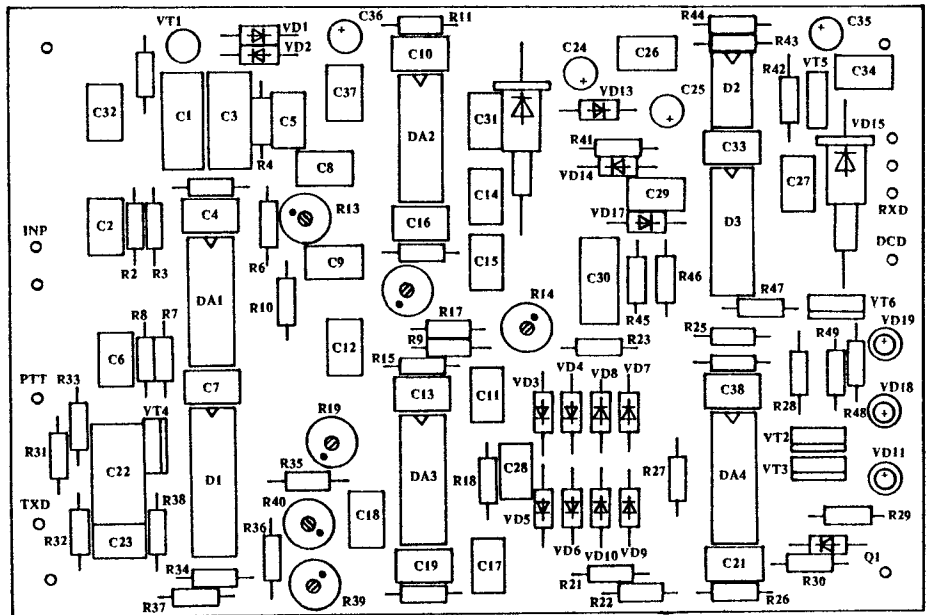 C36
R11
R44
C35
VT1
VD1
VD2
C10
C24
C26
R43
R42
VT5
C34
C32
C1
C3
C5
C37
C31
VD13
C25
D2
VD15
R4
DA2
R41
C33
C8
VD14
C27
C14
C29
RXD
C2
C4
R13
C16
VD17
D3
INP
DCD
R2
R3
R6
C9
C15
C30
R46
DA1
R10
R14
R47
R45
VT6
R8
R7
R17
R25
R49
VD19
C6
C12
R9
R23
PTT
R33
R15
C7
C13
C11
VD3
VD4
VD8
VD7
C38
R28
R48
VD18
VT4
R19
R31
VT2
C22
D1
R35
DA3
R18
C28
R27
DA4
VT3
VD11
TXD
R38
R40
C18
VD5
R29
R32
C23
R36
VD6
VD10
VD9
R34
C19
C17
R21
C21
Q1
R30
R37
R39
R22
R26